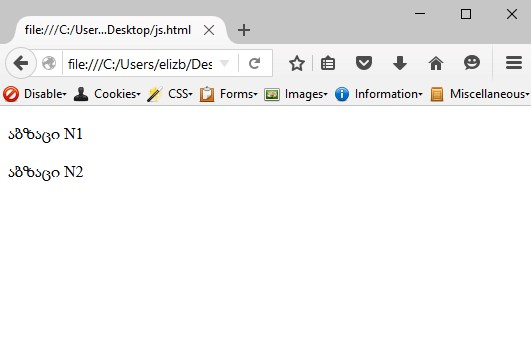 file:///C:/User...Desktop/js.html
file:///C:/Users/elizb/Des
Disable Cookies CSS Forms Images Information Miscellaneous
აბზაცი N1
აბზაცი N2